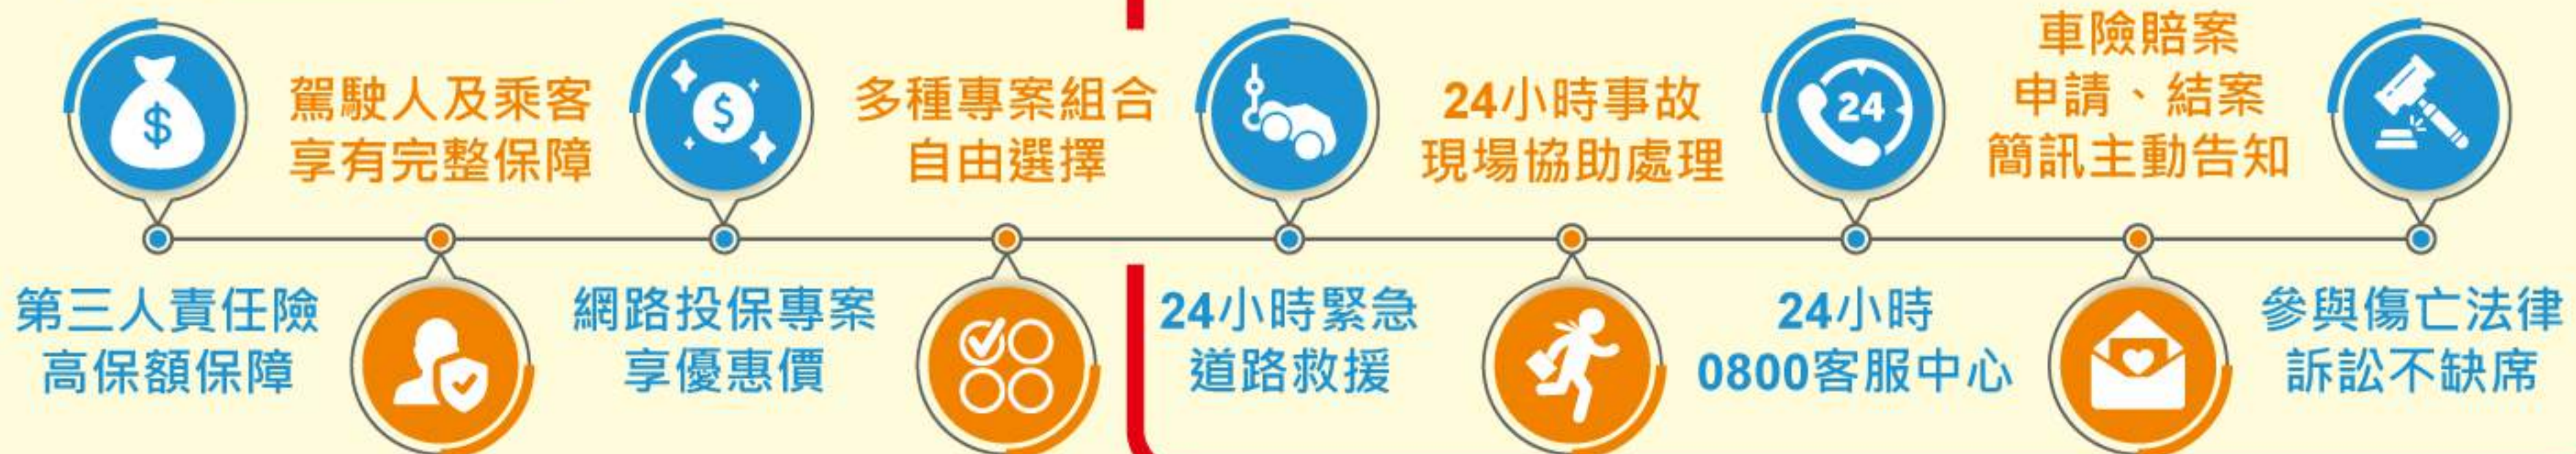 第三人責任險
高保額保障
駕駛人及乘客
享有完整保障
網路投保專案
享優惠價
多種專案組合
自由選擇
24小時緊急
道路救援
24小時事故
現場協助處理
24
24小時
0800客服中心
車險賠案
申請、結案
簡訊主動告知
參與傷亡法律
訴訟不缺席